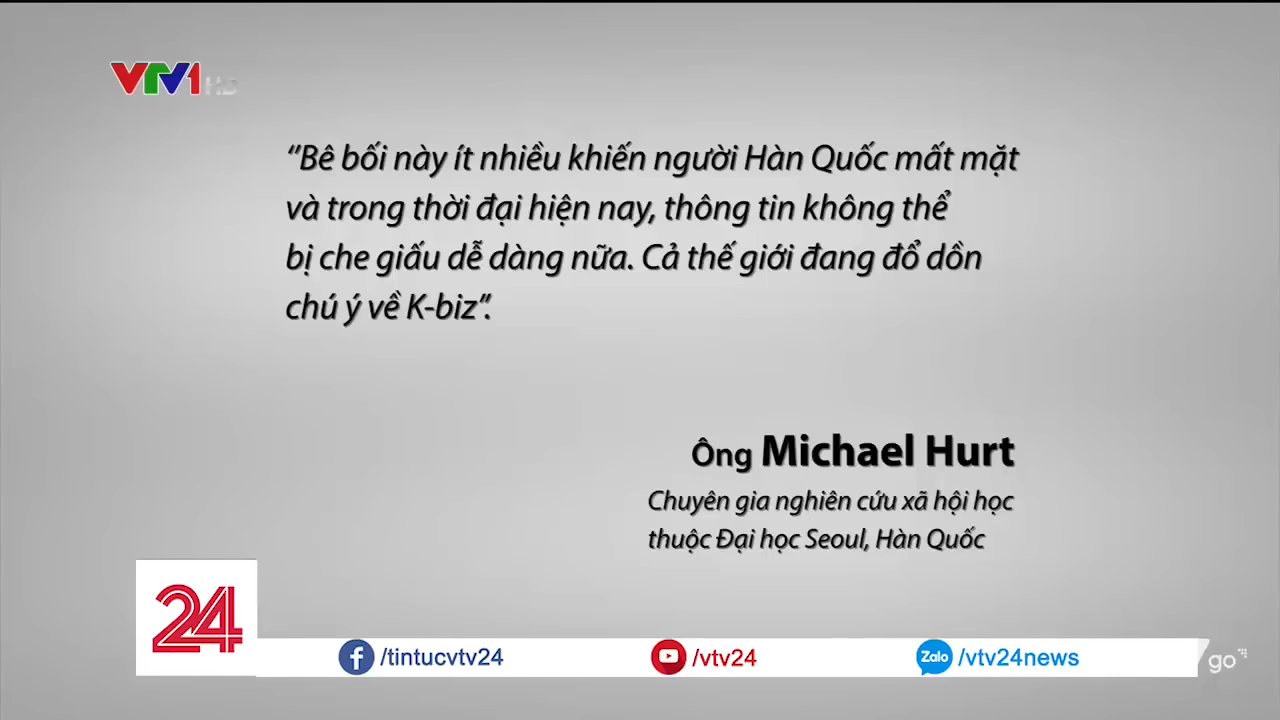 VTV1 HD
“Bê bối này ít nhiều khiến người Hàn Quốc mất mặt
và trong thời đại hiện nay, thông tin không thể
bị che giấu dễ dàng nữa. Cả thế giới đang đổ dồn
chú ý về K-biz”.
Ông Michael Hurt
Chuyên gia nghiên cứu xã hội học
thuộc Đại học Seoul, Hàn Quốc
24
/tintucvtv24 /vtv24 Zalo /vtv24news
go